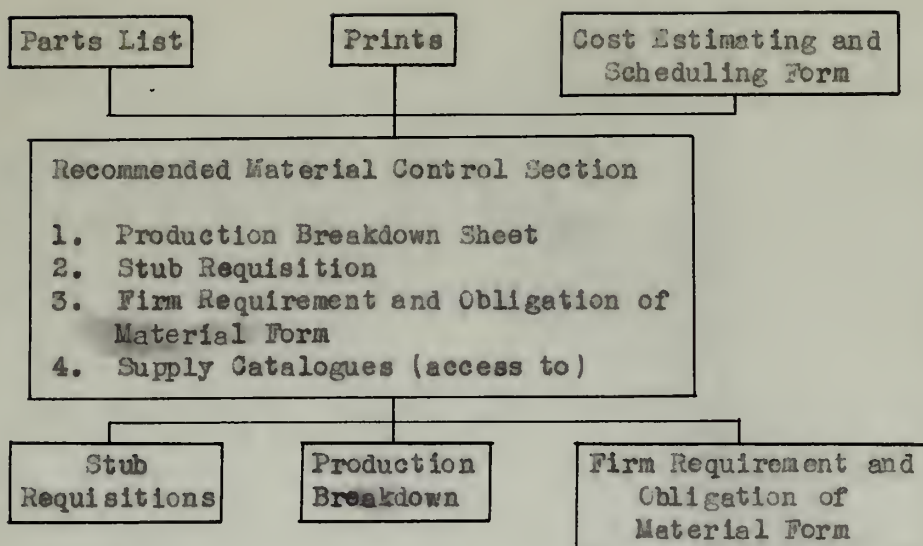 Parts List
Prints
Cost Estimating and
Scheduling Form
Recommended Material Control Section
1. Production Breakdown Sheet
2. Stub Requisition
3. Firm Requirement and Obligation of
Material Form
4. Supply Catalogues (access to)
Stub
Requisitions
Production
Breakdown
Firm Requirement and
Obligation of
Material Form